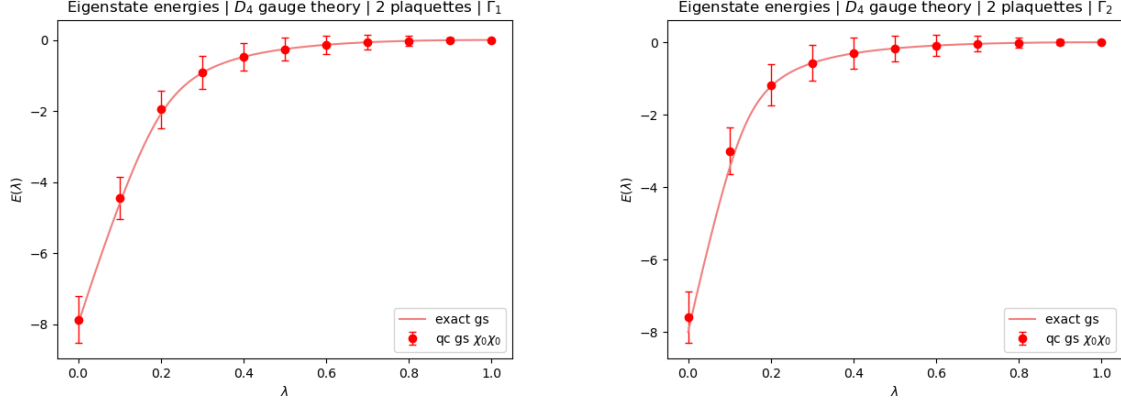 Eigenstate energies | D₄ gauge theory | 2 plaquettes | Γ₁
0
−2
−4
−6
−8
E(λ)
0.0 0.2 0.4 0.6 0.8 1.0
λ
exact gs
qc gs χ₀χ₀
Eigenstate energies | D₄ gauge theory | 2 plaquettes | Γ₂
0
−2
−4
−6
−8
E(λ)
0.0 0.2 0.4 0.6 0.8 1.0
λ
exact gs
qc gs χ₀χ₀